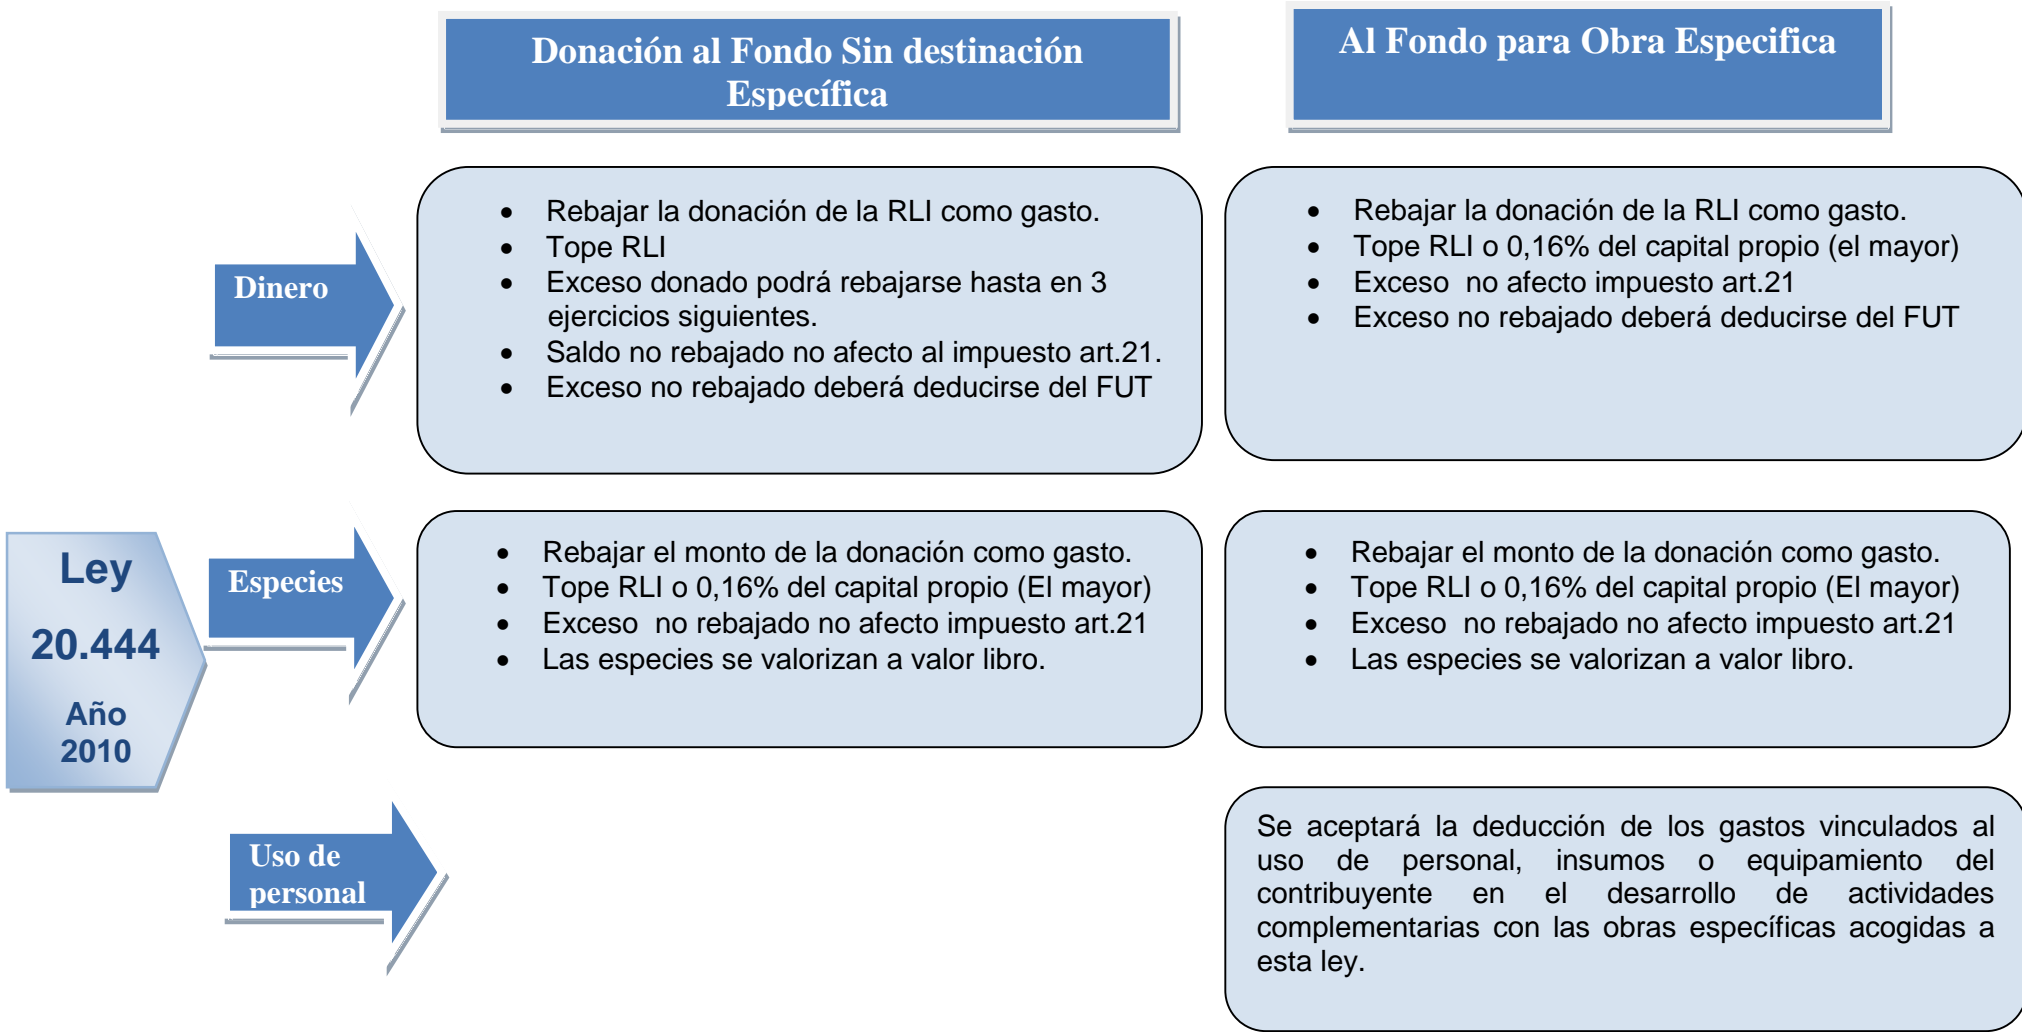 Donación al Fondo Sin destinación
Específica
Al Fondo para Obra Especifica
Dinero
• Rebajar la donación de la RLI como gasto.
• Tope RLI
• Exceso donado podrá rebajarse hasta en 3
ejercicios siguientes.
• Saldo no rebajado no afecto al impuesto art.21.
• Exceso no rebajado deberá deducirse del FUT
• Rebajar la donación de la RLI como gasto.
• Tope RLI o 0,16% del capital propio (el mayor)
• Exceso no afecto impuesto art.21
• Exceso no rebajado deberá deducirse del FUT
Ley
20.444
Año
2010
Especies
• Rebajar el monto de la donación como gasto.
• Tope RLI o 0,16% del capital propio (El mayor)
• Exceso no rebajado no afecto impuesto art.21
• Las especies se valorizan a valor libro.
• Rebajar el monto de la donación como gasto.
• Tope RLI o 0,16% del capital propio (El mayor)
• Exceso no rebajado no afecto impuesto art.21
• Las especies se valorizan a valor libro.
Uso de
personal
Se aceptará la deducción de los gastos vinculados al
uso de personal, insumos o equipamiento del
contribuyente en el desarrollo de actividades
complementarias con las obras específicas acogidas a
esta ley.